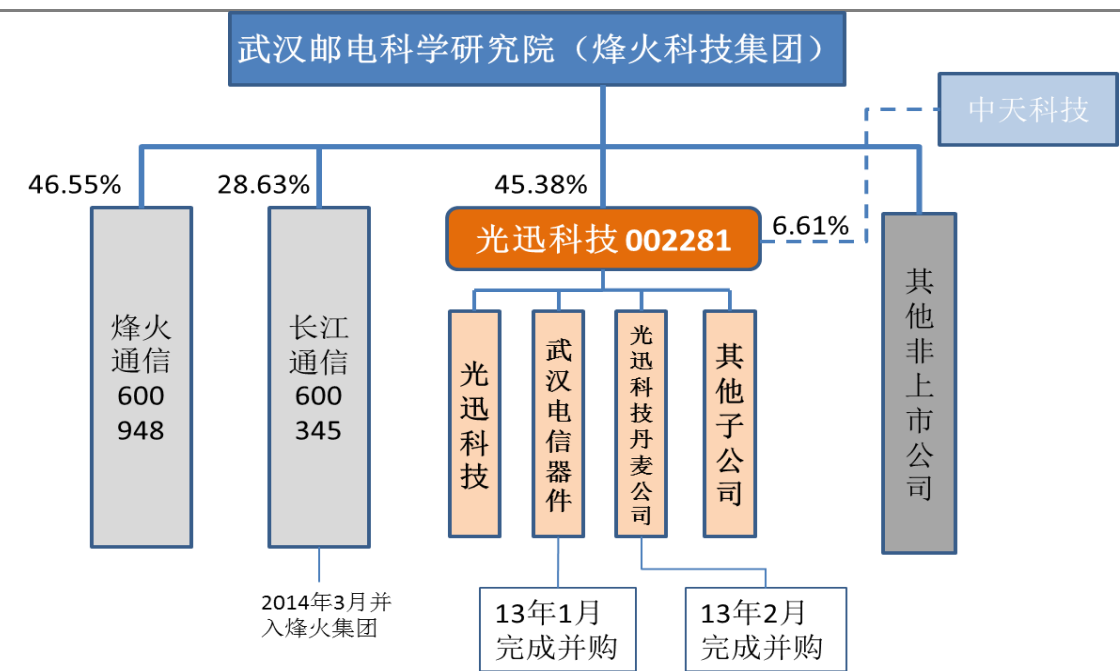 武汉邮电科学研究院（烽火科技集团）
中天科技
46.55%
28.63%
45.38%
6.61%
光迅科技 002281
烽火
通信
600
948
长江
通信
600
345
光迅科技
武汉电信器件
光迅科技丹麦公司
其他子公司
其他非上市公司
2014年3月并
入烽火集团
13年1月
完成并购
13年2月
完成并购